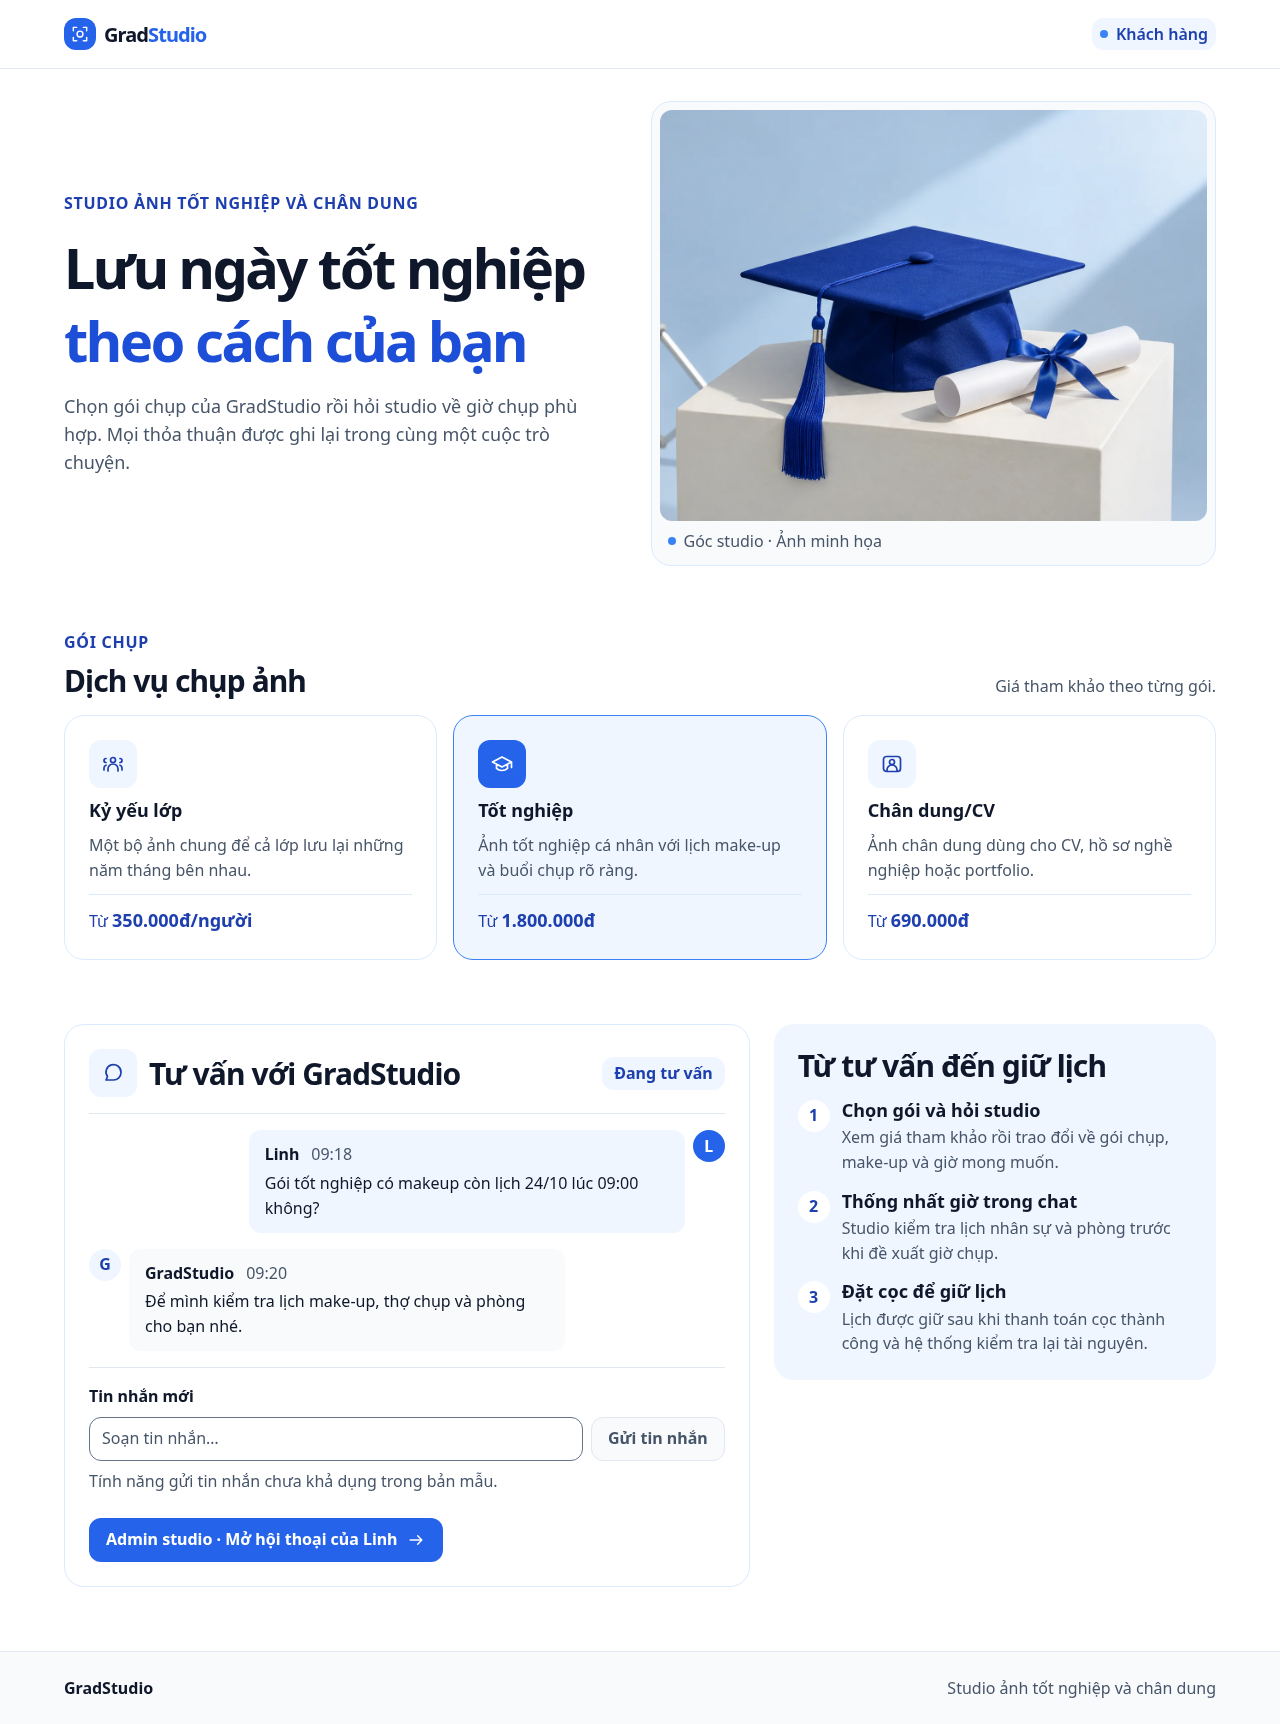 GradStudio
Khách hàng
STUDIO ẢNH TỐT NGHIỆP VÀ CHÂN DUNG
Lưu ngày tốt nghiệp
theo cách của bạn
Chọn gói chụp của GradStudio rồi hỏi studio về giờ chụp phù
hợp. Mọi thỏa thuận được ghi lại trong cùng một cuộc trò
chuyện.
Góc studio · Ảnh minh họa
GÓI CHỤP
Dịch vụ chụp ảnh
Giá tham khảo theo từng gói.
Kỷ yếu lớp
Một bộ ảnh chung để cả lớp lưu lại những
năm tháng bên nhau.
Từ 350.000đ/người
Tốt nghiệp
Ảnh tốt nghiệp cá nhân với lịch make-up
và buổi chụp rõ ràng.
Từ 1.800.000đ
Chân dung/CV
Ảnh chân dung dùng cho CV, hồ sơ nghề
nghiệp hoặc portfolio.
Từ 690.000đ
Tư vấn với GradStudio
Đang tư vấn
Linh 09:18
Gói tốt nghiệp có makeup còn lịch 24/10 lúc 09:00
không?
L
G
GradStudio 09:20
Để mình kiểm tra lịch make-up, thợ chụp và phòng
cho bạn nhé.
Tin nhắn mới
Soạn tin nhắn...
Gửi tin nhắn
Tính năng gửi tin nhắn chưa khả dụng trong bản mẫu.
Admin studio · Mở hội thoại của Linh →
Từ tư vấn đến giữ lịch
1
Chọn gói và hỏi studio
Xem giá tham khảo rồi trao đổi về gói chụp,
make-up và giờ mong muốn.
2
Thống nhất giờ trong chat
Studio kiểm tra lịch nhân sự và phòng trước
khi đề xuất giờ chụp.
3
Đặt cọc để giữ lịch
Lịch được giữ sau khi thanh toán cọc thành
công và hệ thống kiểm tra lại tài nguyên.
GradStudio
Studio ảnh tốt nghiệp và chân dung